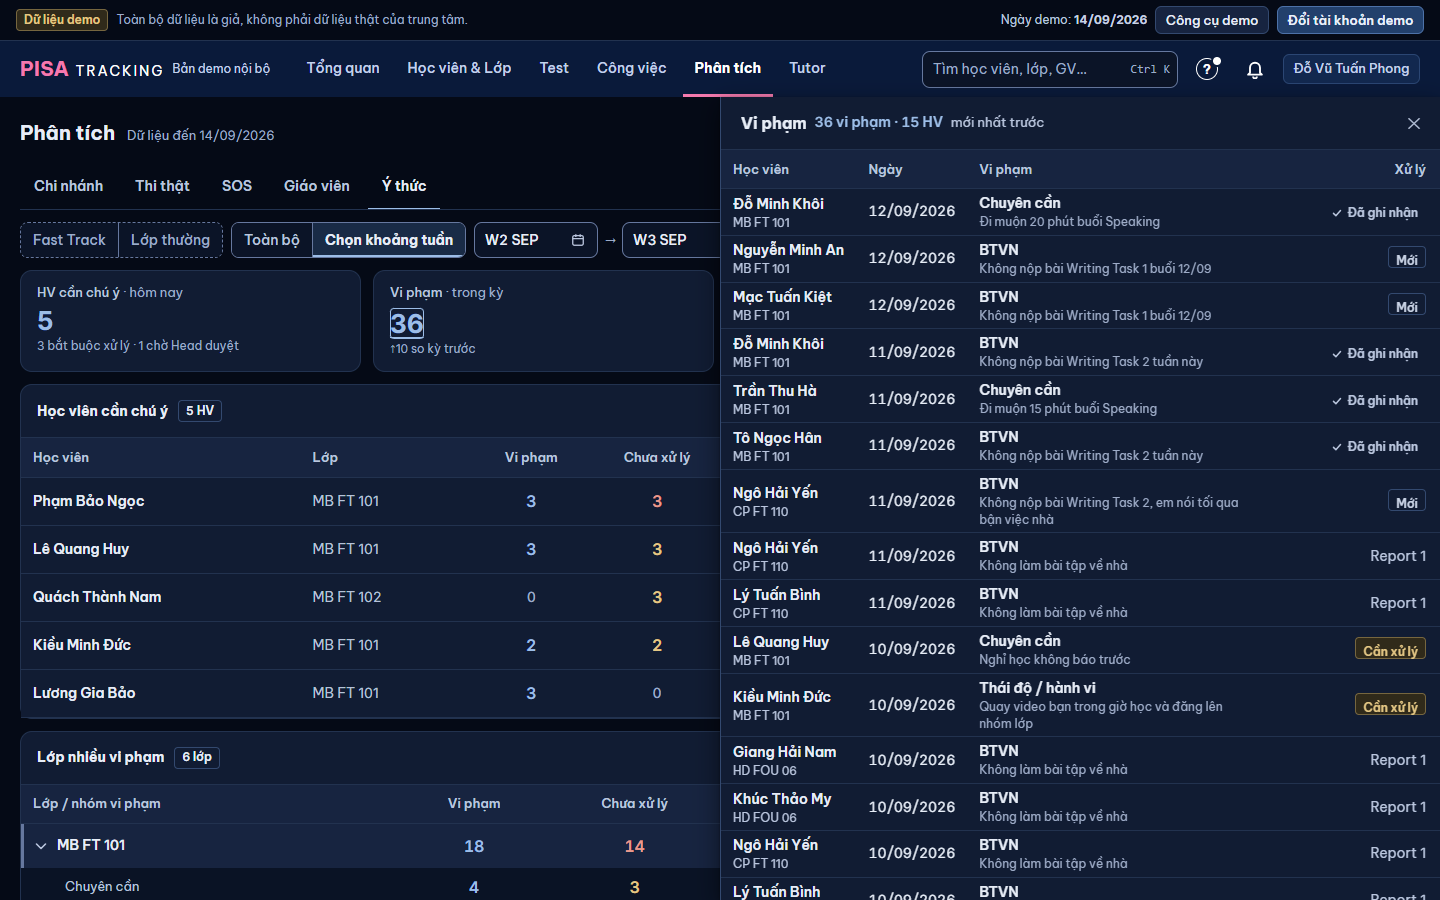 Dữ liệu demo Toàn bộ dữ liệu là giả, không phải dữ liệu thật của trung tâm. Ngày demo: 14/09/2026 Công cụ demo Đổi tài khoản demo
PISA TRACKING Bản demo nội bộ Tổng quan Học viên & Lớp Test Công việc Phân tích Tutor Tìm học viên, lớp, GV... Ctrl K ? Đỗ Vũ Tuấn Phong
Phân tích Dữ liệu đến 14/09/2026
Chi nhánh Thi thật SOS Giáo viên Ý thức
Fast Track Lớp thường Toàn bộ Chọn khoảng tuần W2 SEP → W3 SEP
HV cần chú ý · hôm nay
5
3 bắt buộc xử lý · 1 chờ Head duyệt
Vi phạm · trong kỳ
36
↑10 so kỳ trước
Học viên cần chú ý 5 HV
Học viên Lớp Vi phạm Chưa xử lý
Phạm Bảo Ngọc MB FT 101 3 3
Lê Quang Huy MB FT 101 3 3
Quách Thành Nam MB FT 102 0 3
Kiều Minh Đức MB FT 101 2 2
Lương Gia Bảo MB FT 101 3 0
Lớp nhiều vi phạm 6 lớp
Lớp / nhóm vi phạm Vi phạm Chưa xử lý
MB FT 101 18 14
Chuyên cần 4 3
Vi phạm 36 vi phạm · 15 HV mới nhất trước
Học viên Ngày Vi phạm Xử lý
Đỗ Minh Khôi 12/09/2026 Chuyên cần ✓ Đã ghi nhận
MB FT 101 Đi muộn 20 phút buổi Speaking
Nguyễn Minh An 12/09/2026 BTVN Mới
MB FT 101 Không nộp bài Writing Task 1 buổi 12/09
Mạc Tuấn Kiệt 12/09/2026 BTVN Mới
MB FT 101 Không nộp bài Writing Task 1 buổi 12/09
Đỗ Minh Khôi 11/09/2026 BTVN ✓ Đã ghi nhận
MB FT 101 Không nộp bài Writing Task 2 tuần này
Trần Thu Hà 11/09/2026 Chuyên cần ✓ Đã ghi nhận
MB FT 101 Đi muộn 15 phút buổi Speaking
Tô Ngọc Hân 11/09/2026 BTVN ✓ Đã ghi nhận
MB FT 101 Không nộp bài Writing Task 2 tuần này
Ngô Hải Yến 11/09/2026 BTVN Mới
CP FT 110 Không nộp bài Writing Task 2, em nói tối qua
bận việc nhà
Ngô Hải Yến 11/09/2026 BTVN Report 1
CP FT 110 Không làm bài tập về nhà
Lý Tuấn Bình 11/09/2026 BTVN Report 1
CP FT 110 Không làm bài tập về nhà
Lê Quang Huy 10/09/2026 Chuyên cần Cần xử lý
MB FT 101 Nghỉ học không báo trước
Kiều Minh Đức 10/09/2026 Thái độ / hành vi Cần xử lý
MB FT 101 Quay video bạn trong giờ học và đăng lên
nhóm lớp
Giang Hải Nam 10/09/2026 BTVN Report 1
HD FOU 06 Không làm bài tập về nhà
Khúc Thảo My 10/09/2026 BTVN Report 1
HD FOU 06 Không làm bài tập về nhà
Ngô Hải Yến 10/09/2026 BTVN Report 1
CP FT 110 Không làm bài tập về nhà
Lý Tuấn Bình 10/09/2026 BTVN Report 1